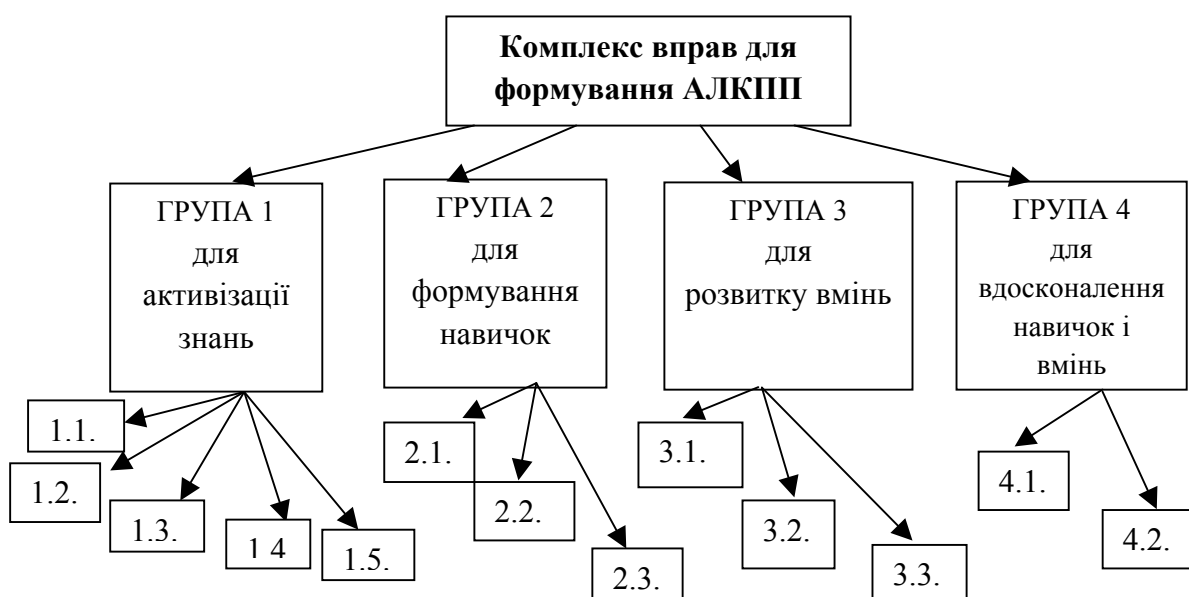 Комплекс вправ для
формування АЛКПП
ГРУПА 1
для
активізації
знань
ГРУПА 2
для
формування
навичок
ГРУПА 3
для
розвитку вмінь
ГРУПА 4
для
вдосконалення
навичок і
вмінь
1.1.
1.2.
1.3.
1.4
1.5.
2.1.
2.2.
2.3.
3.1.
3.2.
3.3.
4.1.
4.2.